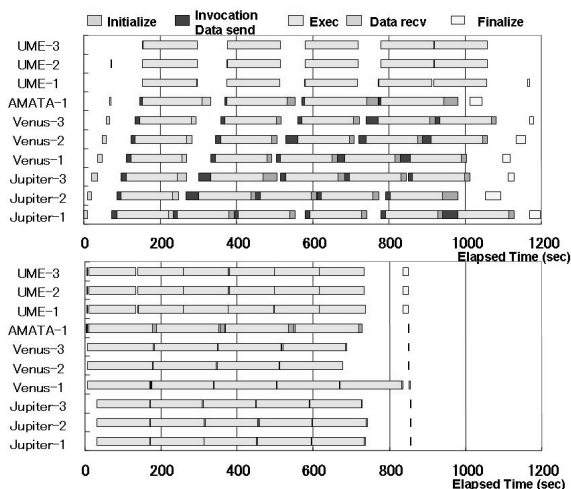 Initialize Invocation Data send Exec Data recv Finalize
UME-3
UME-2
UME-1
AMATA-1
Venus-3
Venus-2
Venus-1
Jupiter-3
Jupiter-2
Jupiter-1
0 200 400 600 800 1000 1200
Elapsed Time (sec)
UME-3
UME-2
UME-1
AMATA-1
Venus-3
Venus-2
Venus-1
Jupiter-3
Jupiter-2
Jupiter-1
0 200 400 600 800 1000 1200
Elapsed Time (sec)